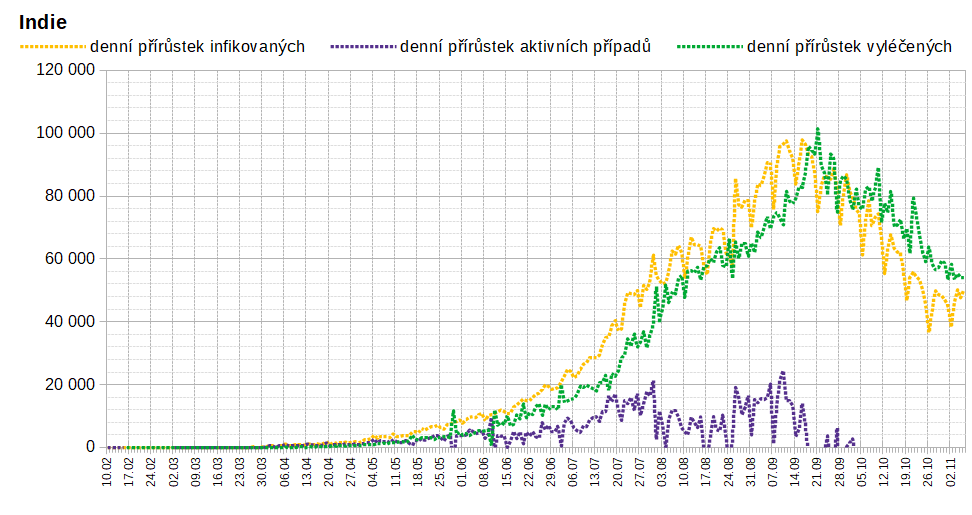 Indie
denní přírůstek infikovaných denní přírůstek aktivních případů denní přírůstek vyléčených
120 000
100 000
80 000
60 000
40 000
20 000
0
10.02 17.02 24.02 02.03 09.03 16.03 23.03 30.03 06.04 13.04 20.04 27.04 04.05 11.05 18.05 25.05 01.06 08.06 15.06 22.06 29.06 06.07 13.07 20.07 27.07 03.08 10.08 17.08 24.08 31.08 07.09 14.09 21.09 28.09 05.10 12.10 19.10 26.10 02.11